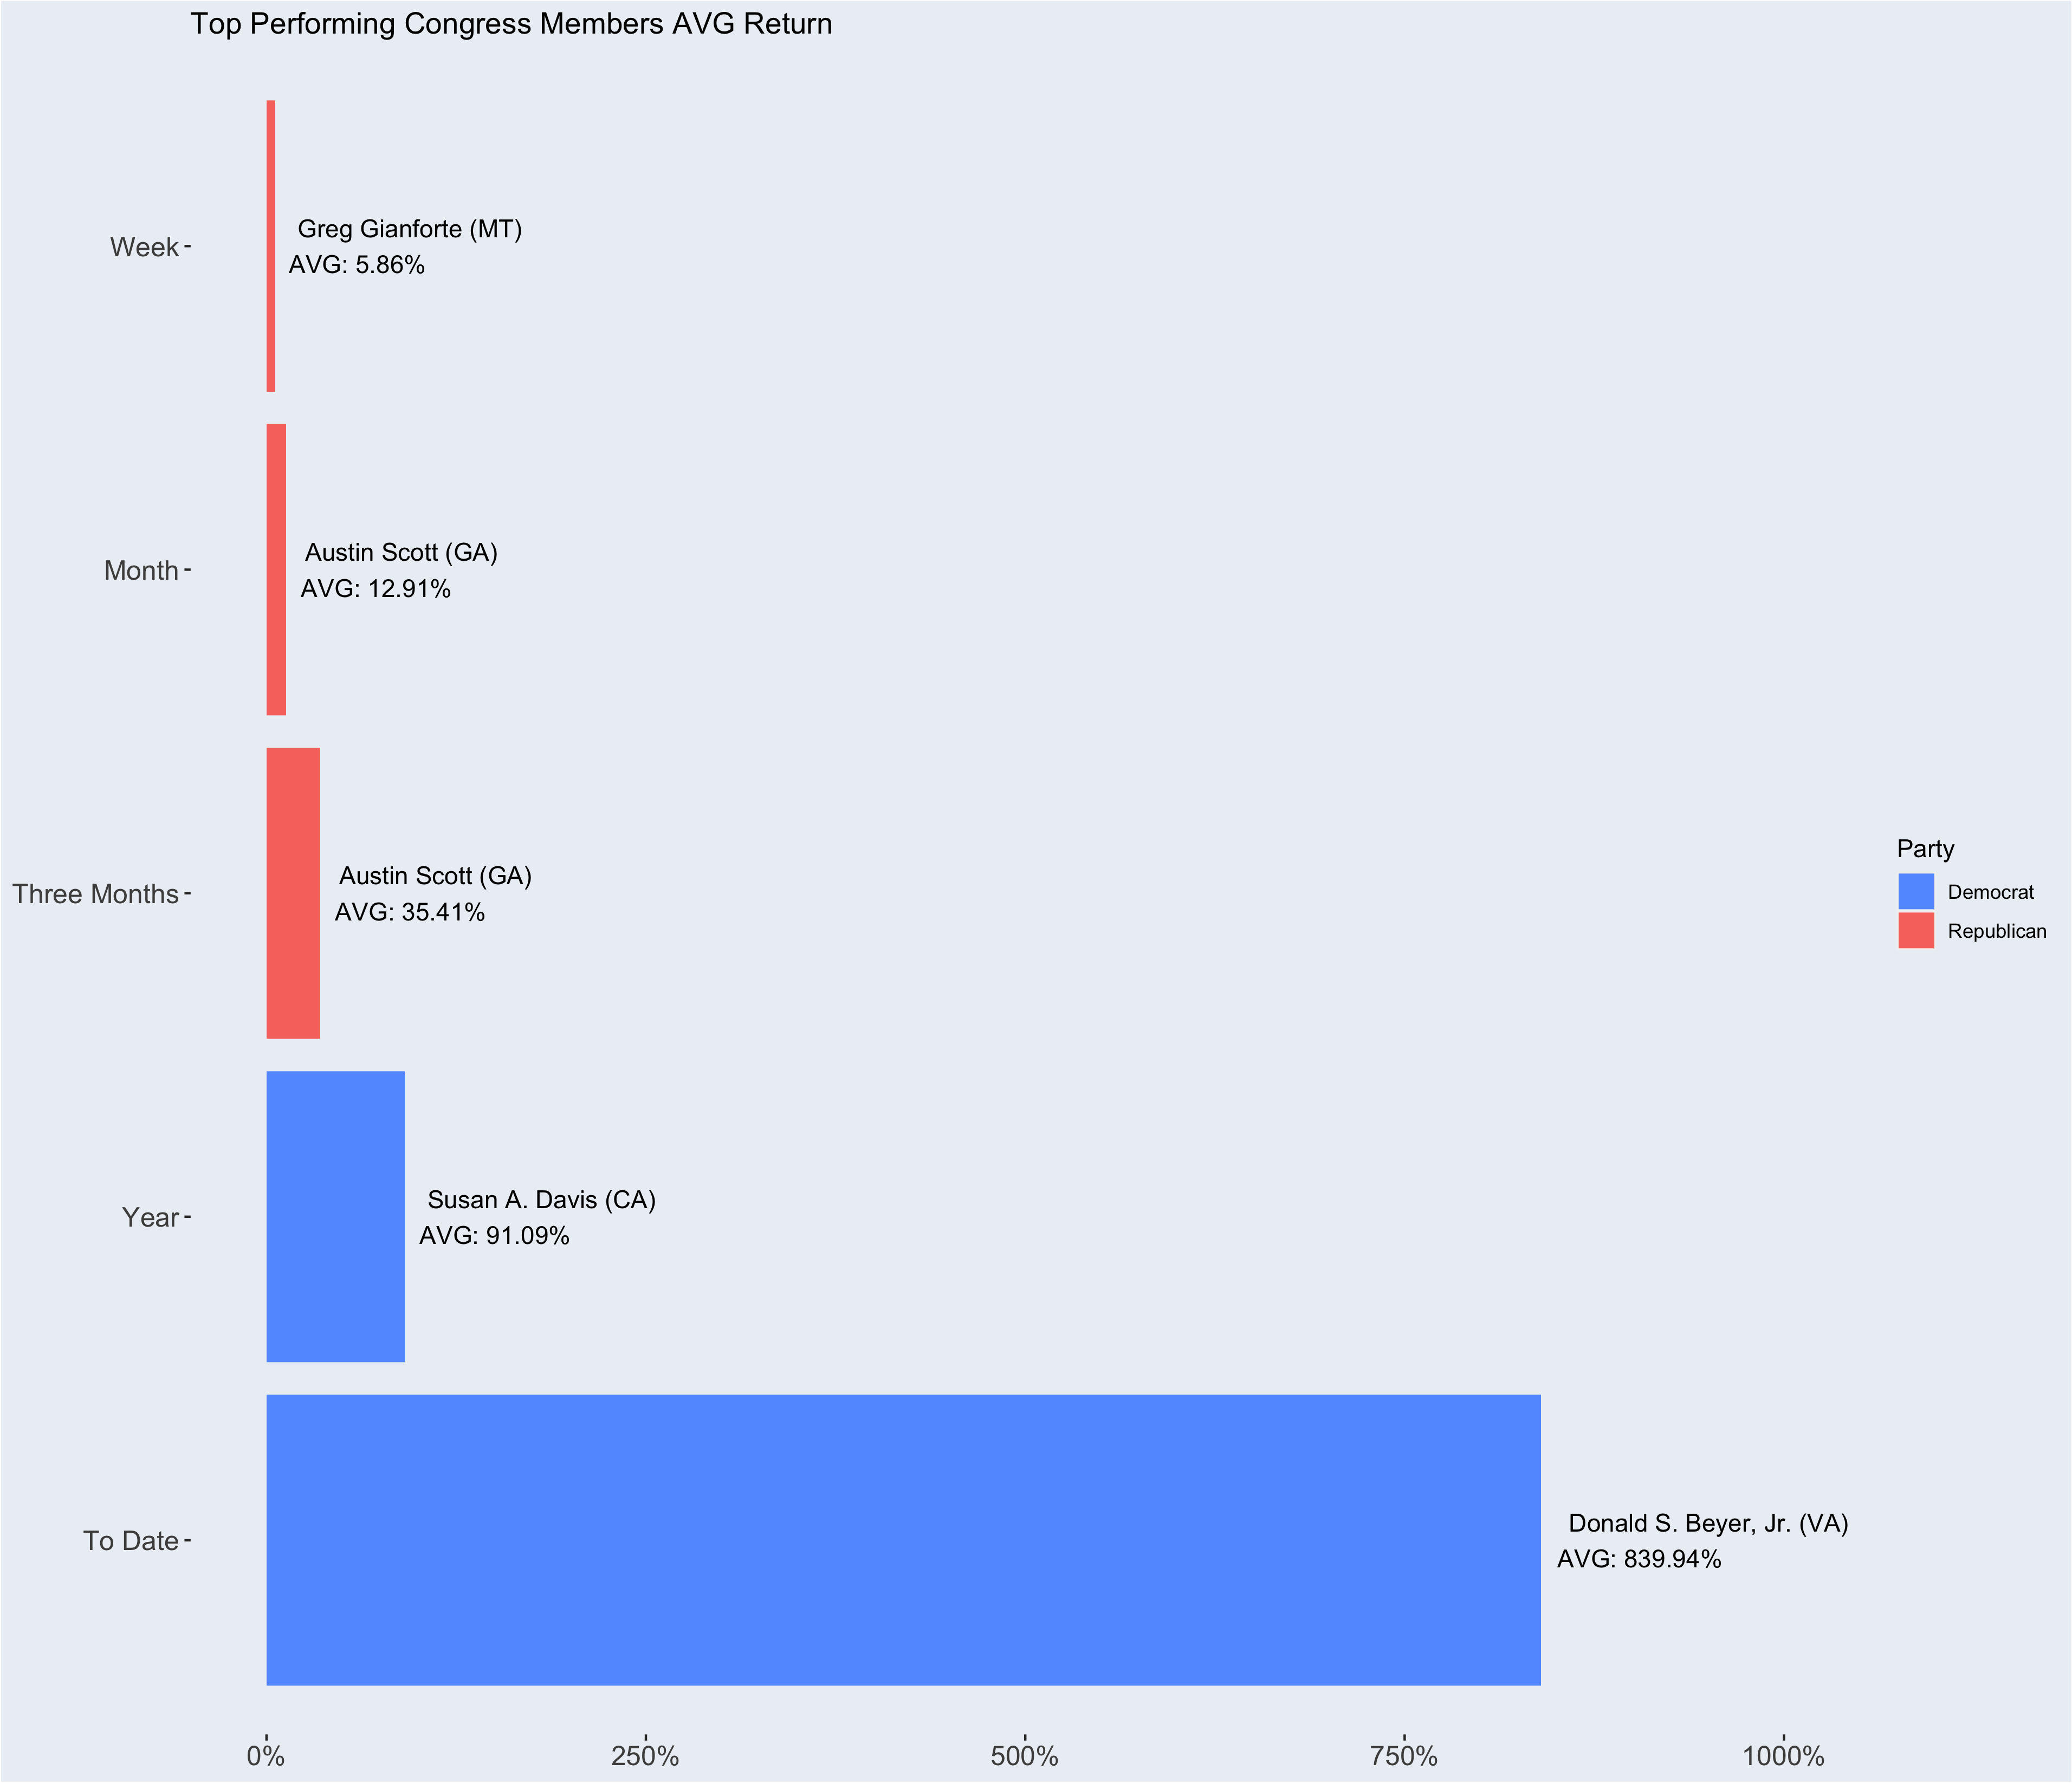 Top Performing Congress Members AVG Return
Week
Greg Gianforte (MT)
AVG: 5.86%
Month
Austin Scott (GA)
AVG: 12.91%
Three Months
Austin Scott (GA)
AVG: 35.41%
Year
Susan A. Davis (CA)
AVG: 91.09%
To Date
Donald S. Beyer, Jr. (VA)
AVG: 839.94%
0% 250% 500% 750% 1000%
Party
Democrat
Republican